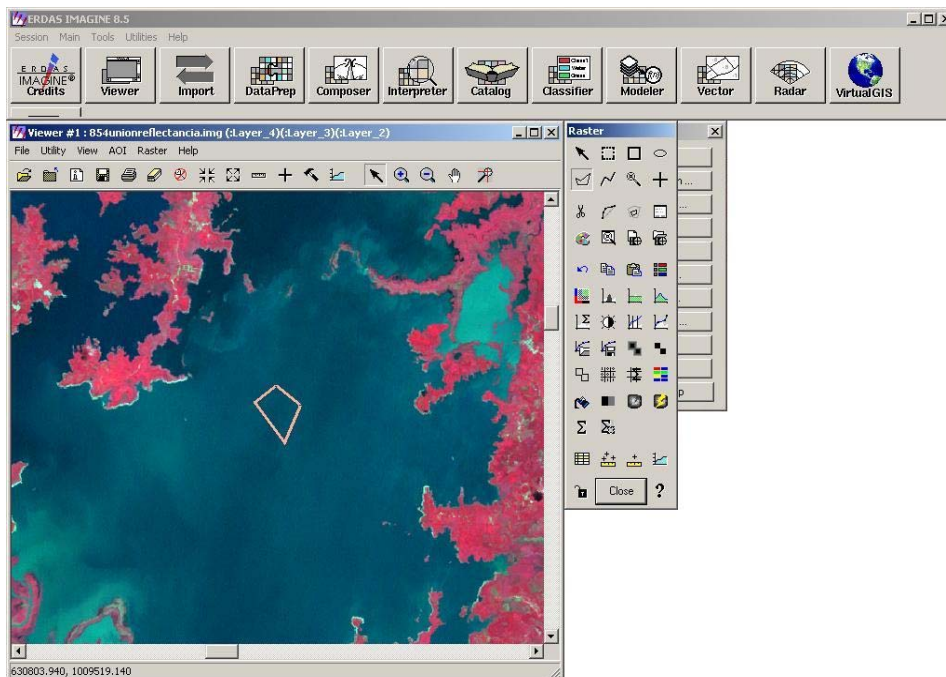 ERDAS IMAGINE 8.5
Session Main Tools Utilities Help
ERDAS
IMAGINE®
Credits
Viewer
Import
DataPrep
Composer
Interpreter
Catalog
Classifier
Modeler
Vector
Radar
VirtualGIS
Viewer #1 : 854unionreflectancia.img (:Layer_4)(:Layer_3)(:Layer_2)
File Utility View AOI Raster Help
Raster
Close
630803.940, 1009519.140